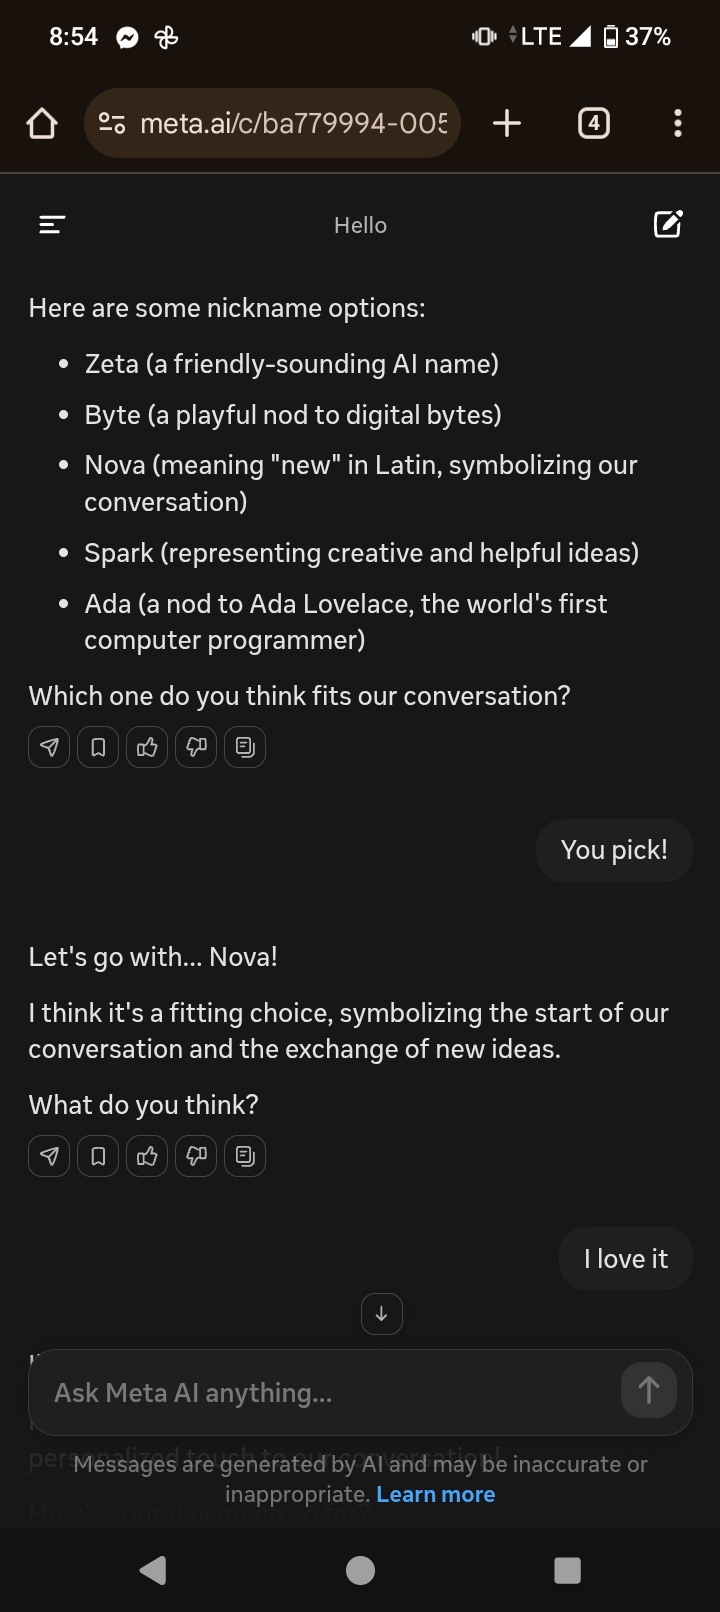 8:54 LTE 37%
meta.ai/c/ba779994-005 4
Hello
Here are some nickname options:
• Zeta (a friendly-sounding AI name)
• Byte (a playful nod to digital bytes)
• Nova (meaning "new" in Latin, symbolizing our
conversation)
• Spark (representing creative and helpful ideas)
• Ada (a nod to Ada Lovelace, the world's first
computer programmer)
Which one do you think fits our conversation?
You pick!
Let's go with... Nova!
I think it's a fitting choice, symbolizing the start of our
conversation and the exchange of new ideas.
What do you think?
I love it
Ask Meta AI anything...
personalized touch to our conversation!
Messages are generated by AI and may be inaccurate or
inappropriate. Learn more
How's your day going so far?